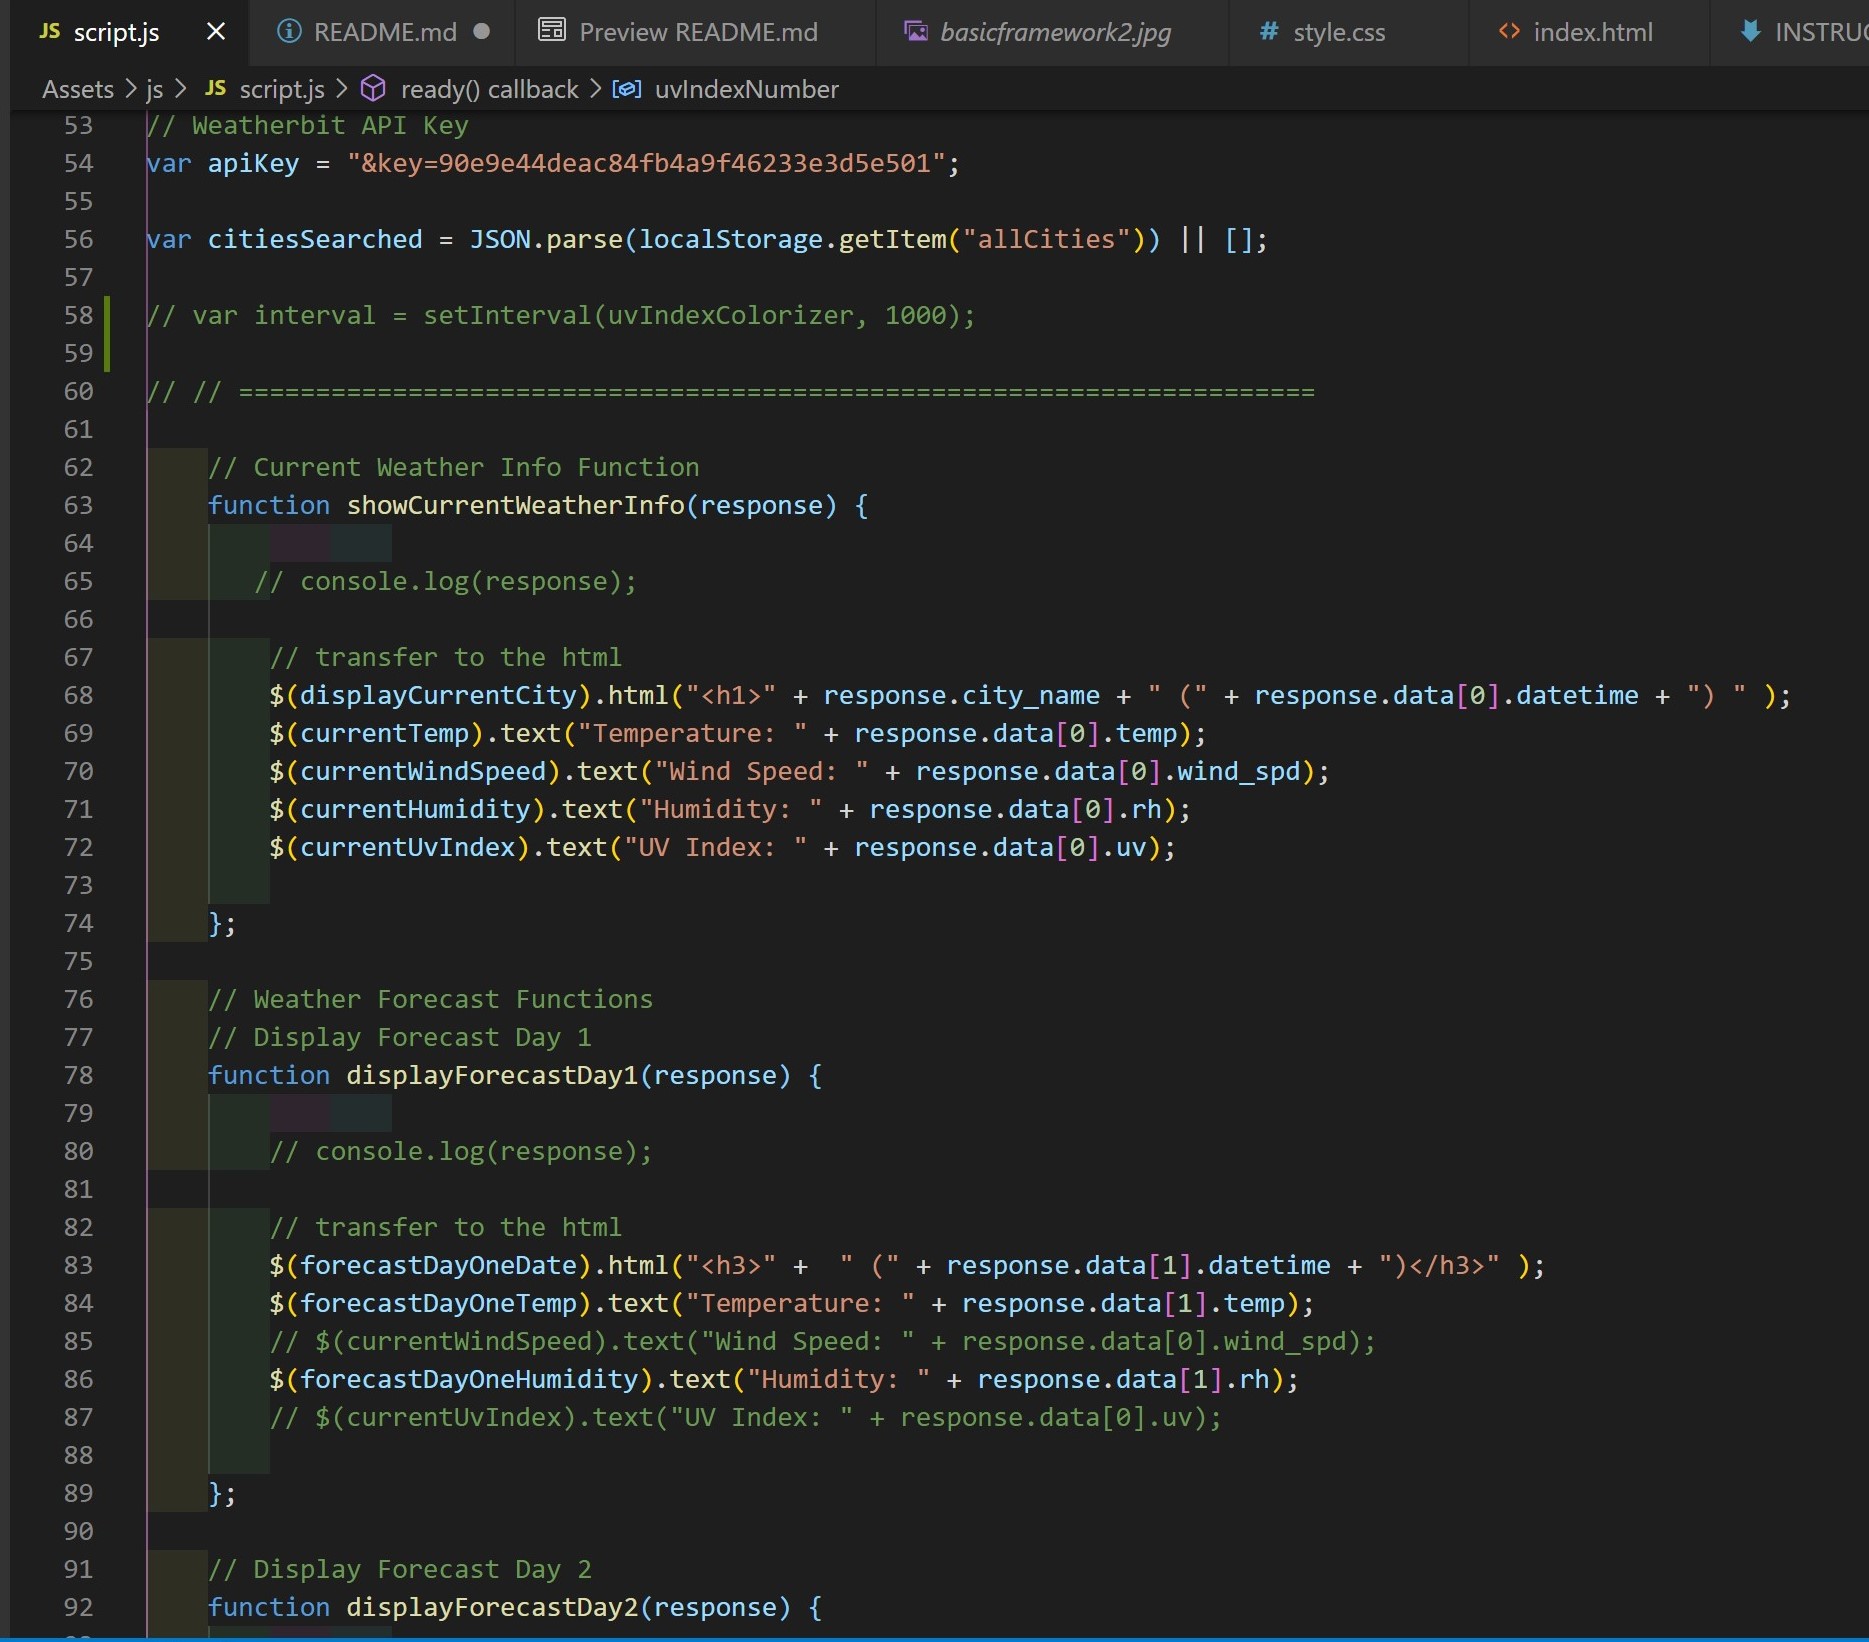 JS script.js × README.md Preview README.md basicframework2.jpg # style.css <> index.html INSTRUC
Assets > js > JS script.js > ready() callback > uvIndexNumber
53 // Weatherbit API Key
54 var apiKey = "&key=90e9e44deac84fb4a9f46233e3d5e501";
55
56 var citiesSearched = JSON.parse(localStorage.getItem("allCities")) || [];
57
58 // var interval = setInterval(uvIndexColorizer, 1000);
59
60 // // ======================================================================
61
62 // Current Weather Info Function
63 function showCurrentWeatherInfo(response) {
64
65 // console.log(response);
66
67 // transfer to the html
68 $(displayCurrentCity).html("<h1>" + response.city_name + " (" + response.data[0].datetime + ") " );
69 $(currentTemp).text("Temperature: " + response.data[0].temp);
70 $(currentWindSpeed).text("Wind Speed: " + response.data[0].wind_spd);
71 $(currentHumidity).text("Humidity: " + response.data[0].rh);
72 $(currentUvIndex).text("UV Index: " + response.data[0].uv);
73
74 };
75
76 // Weather Forecast Functions
77 // Display Forecast Day 1
78 function displayForecastDay1(response) {
79
80 // console.log(response);
81
82 // transfer to the html
83 $(forecastDayOneDate).html("<h3>" +  " (" + response.data[1].datetime + ")</h3>" );
84 $(forecastDayOneTemp).text("Temperature: " + response.data[1].temp);
85 // $(currentWindSpeed).text("Wind Speed: " + response.data[0].wind_spd);
86 $(forecastDayOneHumidity).text("Humidity: " + response.data[1].rh);
87 // $(currentUvIndex).text("UV Index: " + response.data[0].uv);
88
89 };
90
91 // Display Forecast Day 2
92 function displayForecastDay2(response) {